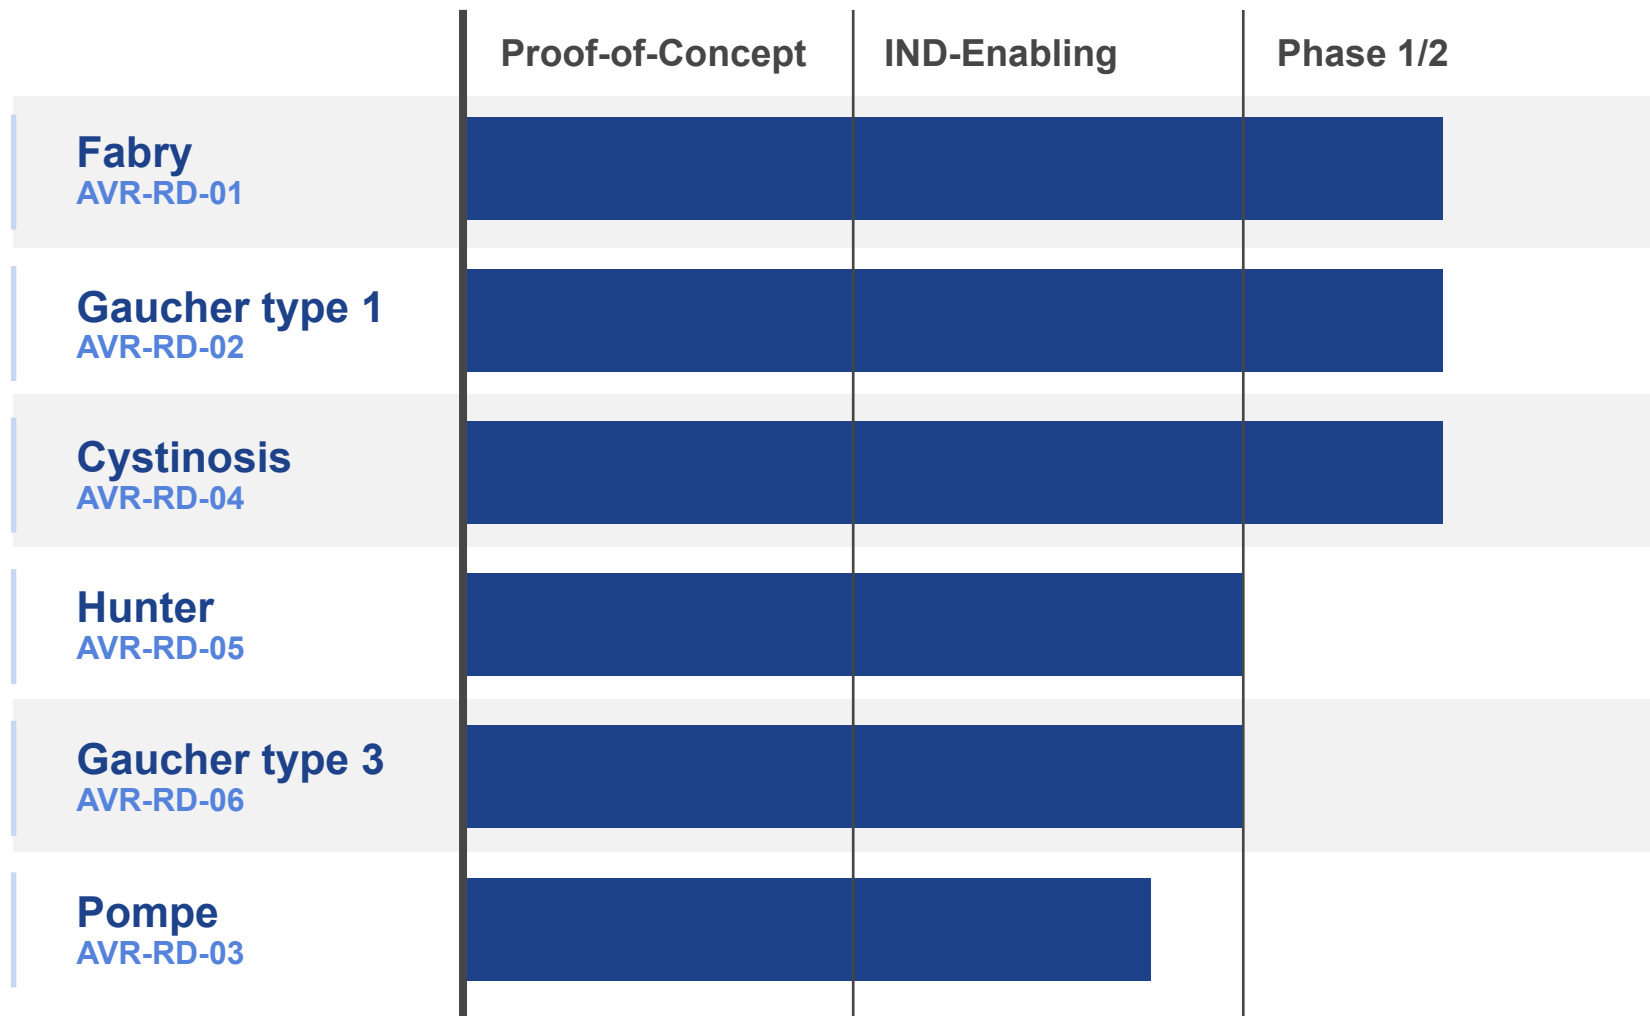 Proof-of-Concept IND-Enabling Phase 1/2
Fabry
AVR-RD-01
Gaucher type 1
AVR-RD-02
Cystinosis
AVR-RD-04
Hunter
AVR-RD-05
Gaucher type 3
AVR-RD-06
Pompe
AVR-RD-03